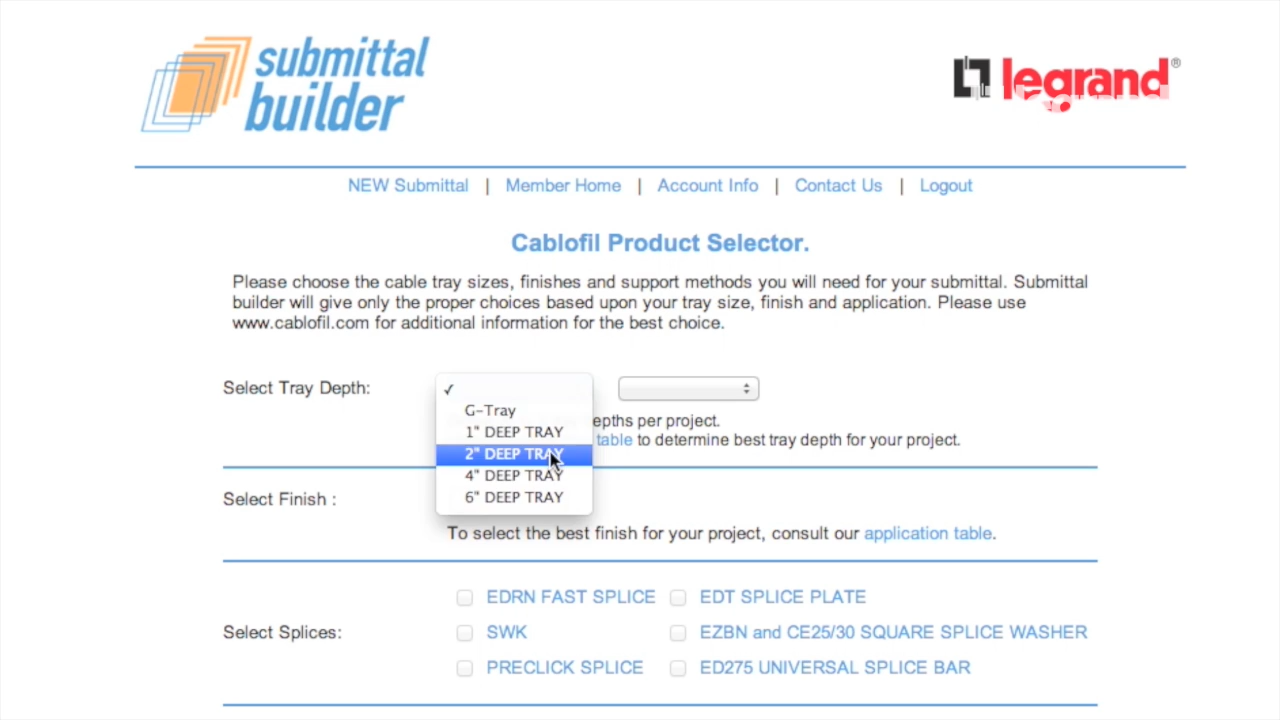 submittal
builder
legrand®
NEW Submittal | Member Home | Account Info | Contact Us | Logout
Cablofil Product Selector.
Please choose the cable tray sizes, finishes and support methods you will need for your submittal. Submittal
builder will give only the proper choices based upon your tray size, finish and application. Please use
www.cablofil.com for additional information for the best choice.
Select Tray Depth: ✓
G-Tray
1" DEEP TRAY
2" DEEP TRAY
4" DEEP TRAY
6" DEEP TRAY
per project.
table to determine best tray depth for your project.
Select Finish :
To select the best finish for your project, consult our application table.
Select Splices:
EDRN FAST SPLICE EDT SPLICE PLATE
SWK EZBN and CE25/30 SQUARE SPLICE WASHER
PRECLICK SPLICE ED275 UNIVERSAL SPLICE BAR